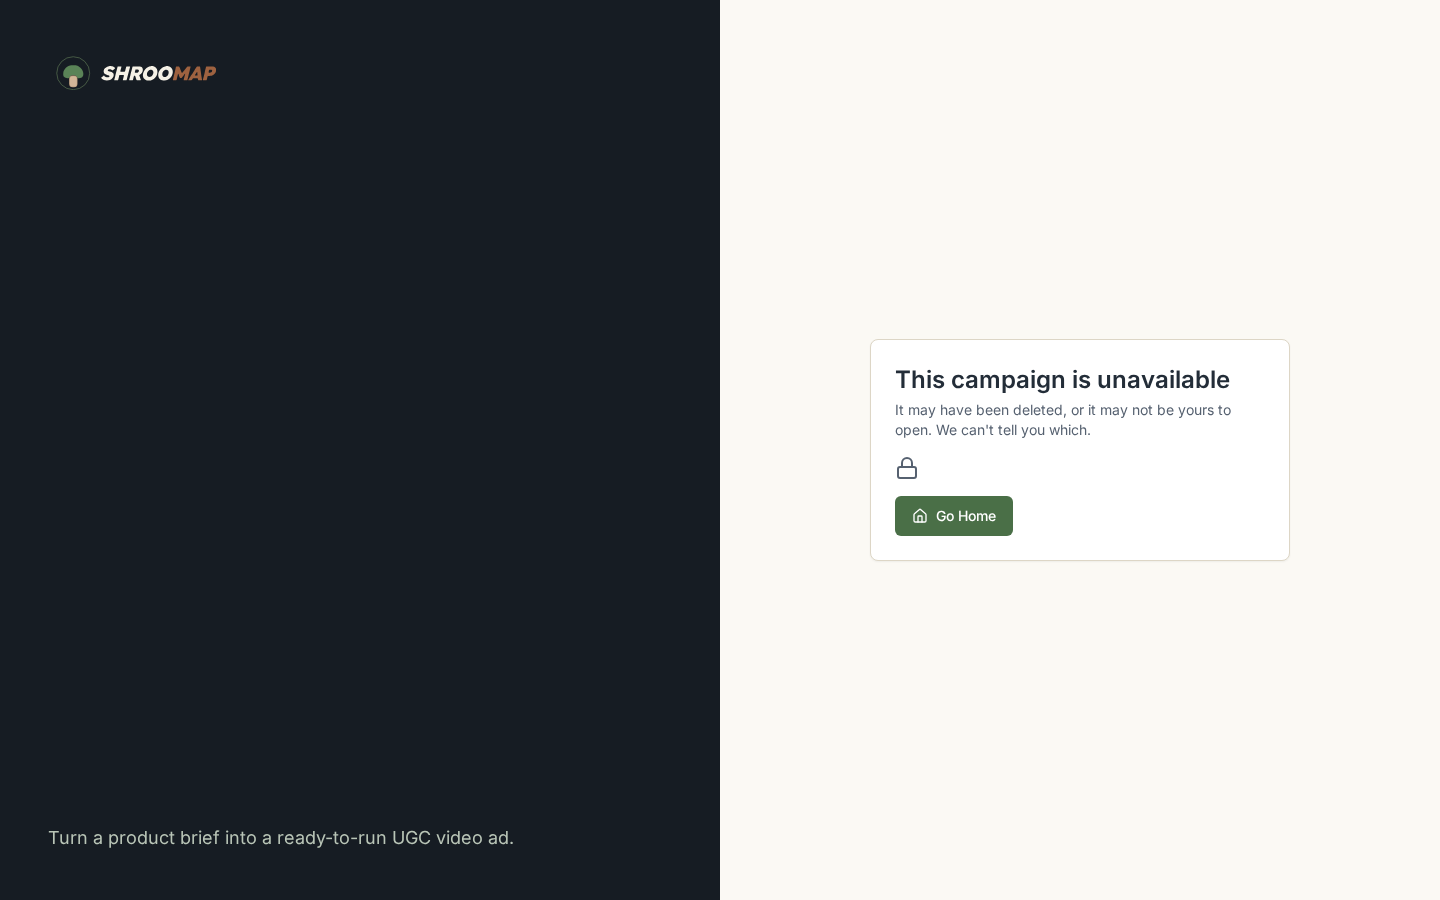 SHROOMAP
Turn a product brief into a ready-to-run UGC video ad.
This campaign is unavailable
It may have been deleted, or it may not be yours to
open. We can't tell you which.
Go Home